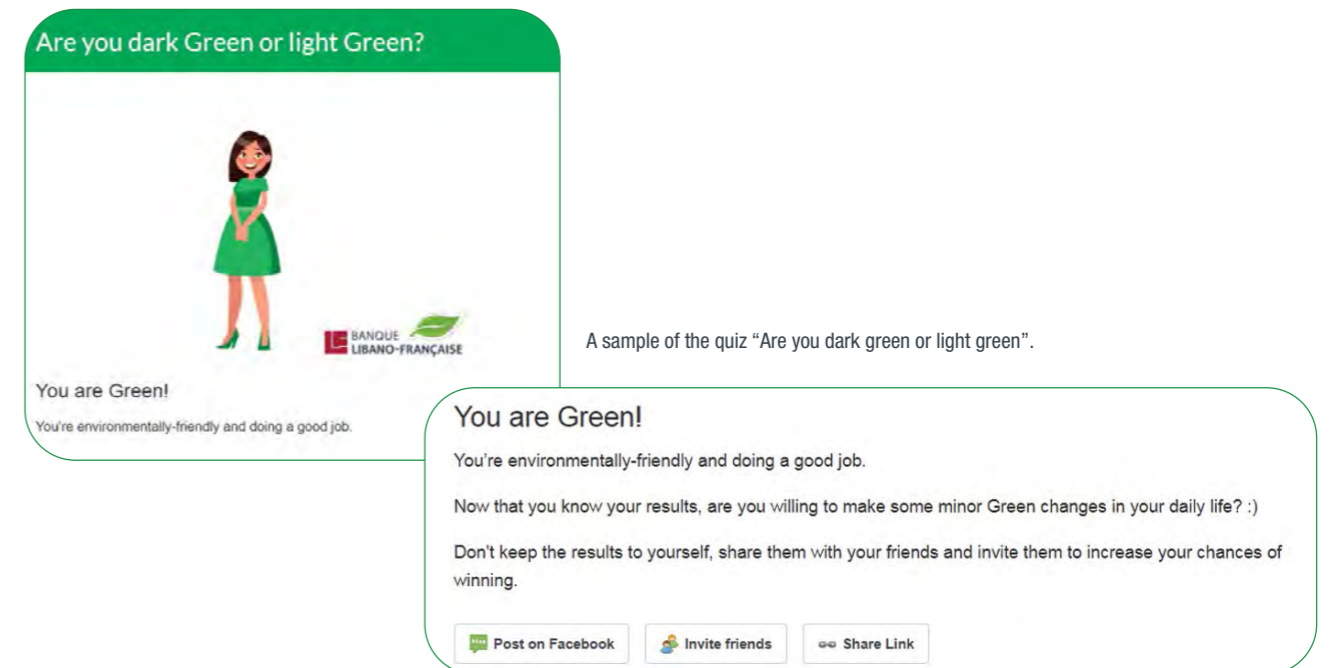 Are you dark Green or light Green?
BANQUE
LIBANO-FRANÇAISE
You are Green!
You're environmentally-friendly and doing a good job.
A sample of the quiz “Are you dark green or light green”.
You are Green!
You're environmentally-friendly and doing a good job.
Now that you know your results, are you willing to make some minor Green changes in your daily life? :)
Don't keep the results to yourself, share them with your friends and invite them to increase your chances of
winning.
Post on Facebook
Invite friends
Share Link